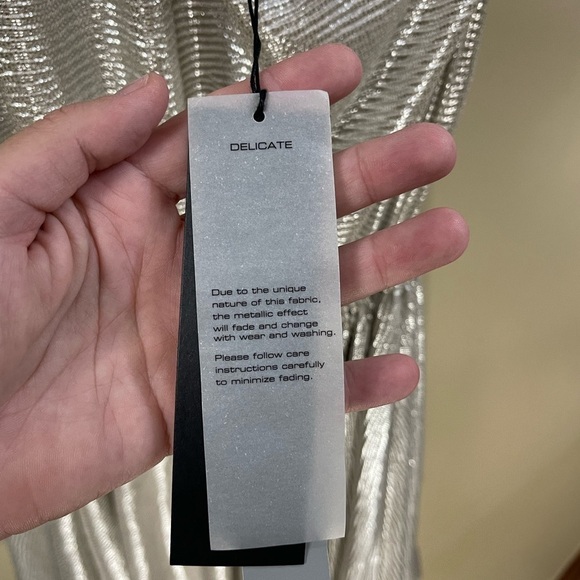 DELICATE
Due to the unique
nature of this fabric,
the metallic effect
will fade and change
with wear and washing.
Please follow care
instructions carefully
to minimize fading.